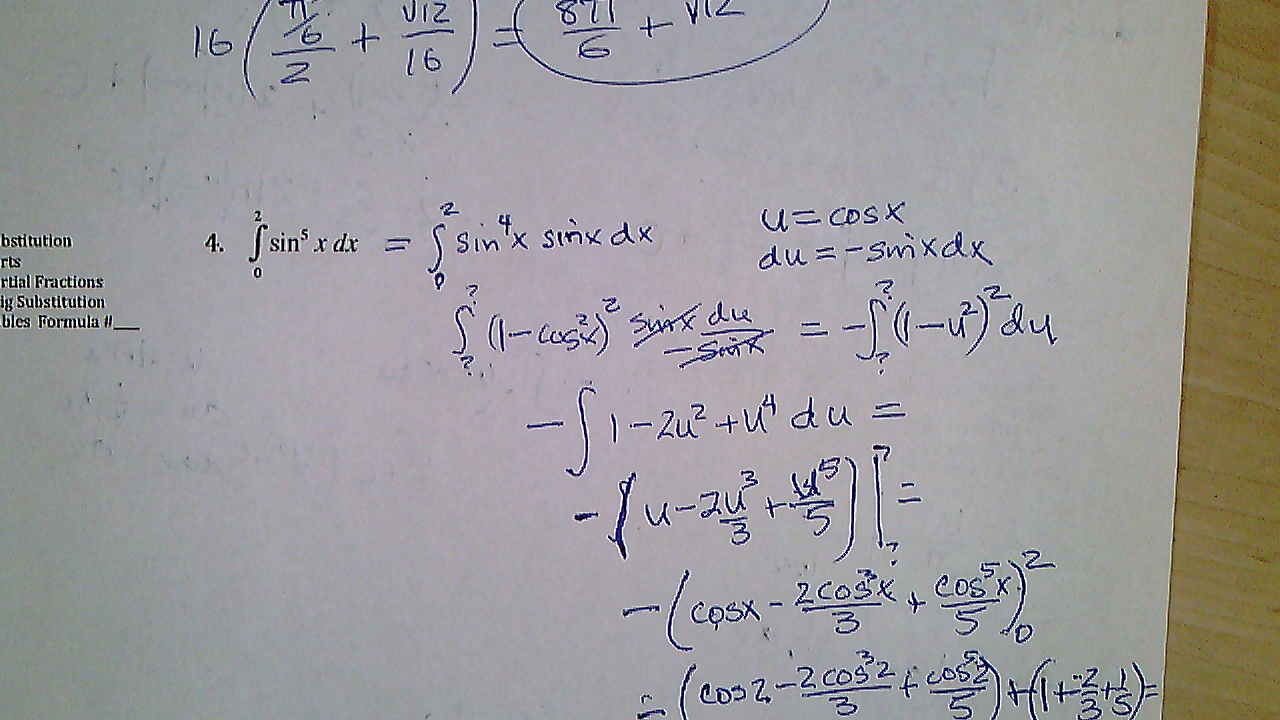 16 ( π/6 / 2 + √12 / 16 ) = 8π / 6 + √12
bstitution
rts
rtial Fractions
ig Substitution
bles Formula #___
4. ∫₀² sin⁵ x dx = ∫₀² sin⁴x sinx dx
u = cosx
du = -sinxdx
∫?^? (1-cos²x)² sinx du / -sinx = -∫?^? (1-u²)² du
-∫ 1-2u²+u⁴ du =
-( u - 2u³/3 + u⁵/5 ) |?^? =
-( cosx - 2cos³x/3 + cos⁵x/5 )₀²
= -( cos2 - 2cos³2/3 + cos⁵2/5 ) + (1 + -2/3 + 1/5) =